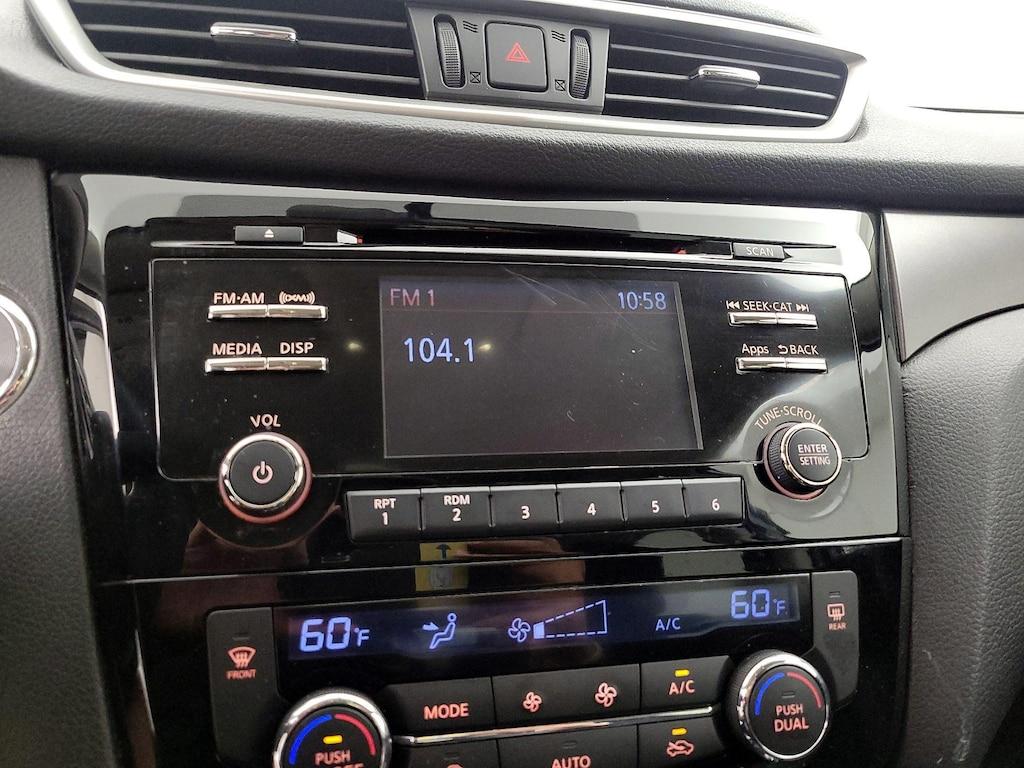 SCAN
FM·AM ((XM))
FM 1 10:58
SEEK·CAT
MEDIA DISP
104.1
Apps BACK
VOL
TUNE·SCROLL
ENTER
SETTING
RPT 1
RDM 2
3
4
5
6
60°F
A/C
60°F
FRONT
REAR
MODE
A/C
PUSH
DUAL
PUSH
AUTO